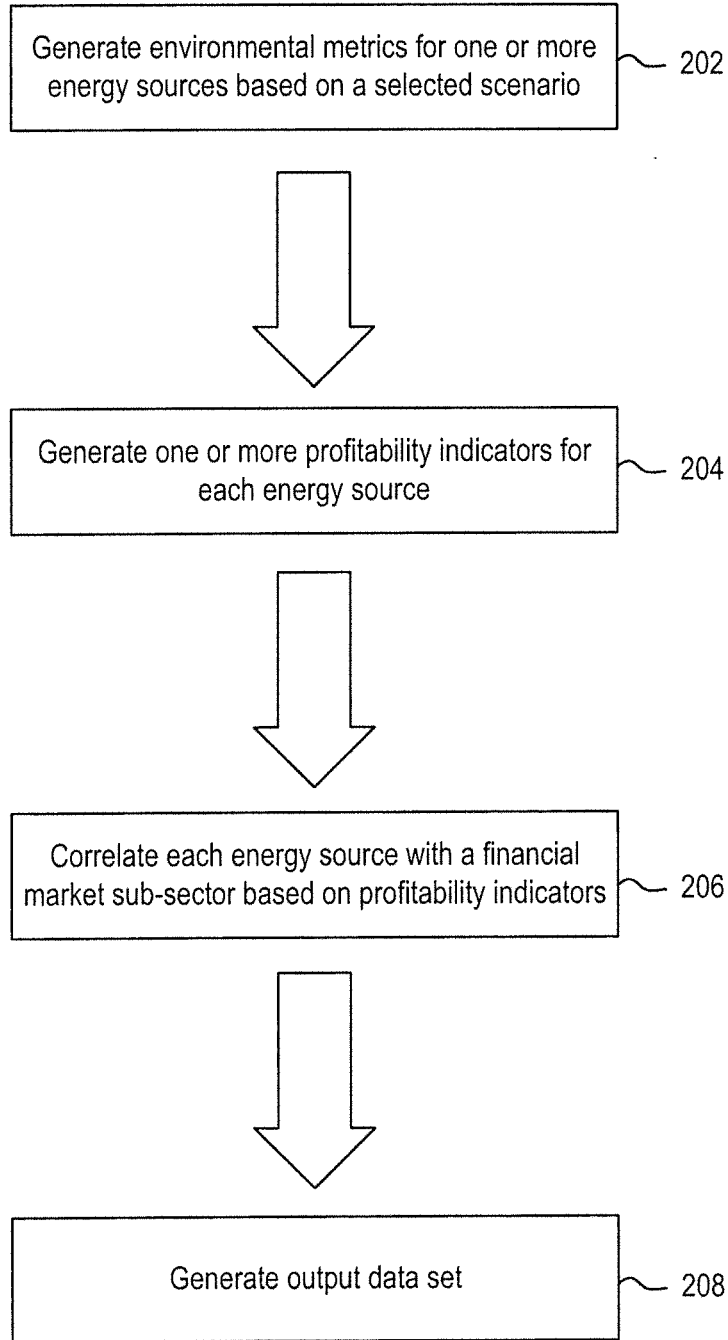 Generate environmental metrics for one or more
energy sources based on a selected scenario
202
Generate one or more profitability indicators for
each energy source
204
Correlate each energy source with a financial
market sub-sector based on profitability indicators
206
Generate output data set
208